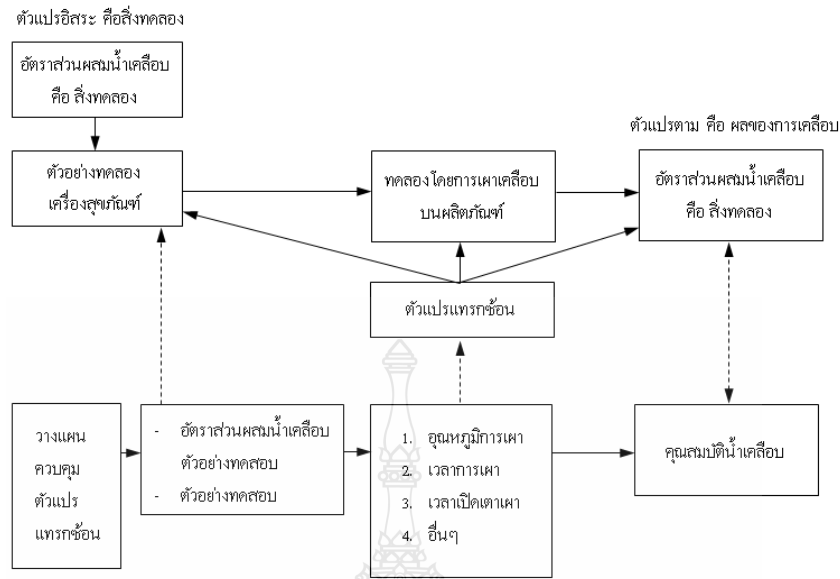 ตัวแปรอิสระ คือสิ่งทดลอง
อัตราส่วนผสมน้ำเคลือบ
คือ สิ่งทดลอง
ตัวแปรตาม คือ ผลของการเคลือบ
ตัวอย่างทดลอง
เครื่องสุขภัณฑ์
ทดลองโดยการเผาเคลือบ
บนผลิตภัณฑ์
อัตราส่วนผสมน้ำเคลือบ
คือ สิ่งทดลอง
ตัวแปรแทรกซ้อน
วางแผน
ควบคุม
ตัวแปร
แทรกซ้อน
- อัตราส่วนผสมน้ำเคลือบ
ตัวอย่างทดสอบ
- ตัวอย่างทดสอบ
1. อุณหภูมิการเผา
2. เวลาการเผา
3. เวลาเปิดเตาเผา
4. อื่นๆ
คุณสมบัติน้ำเคลือบ